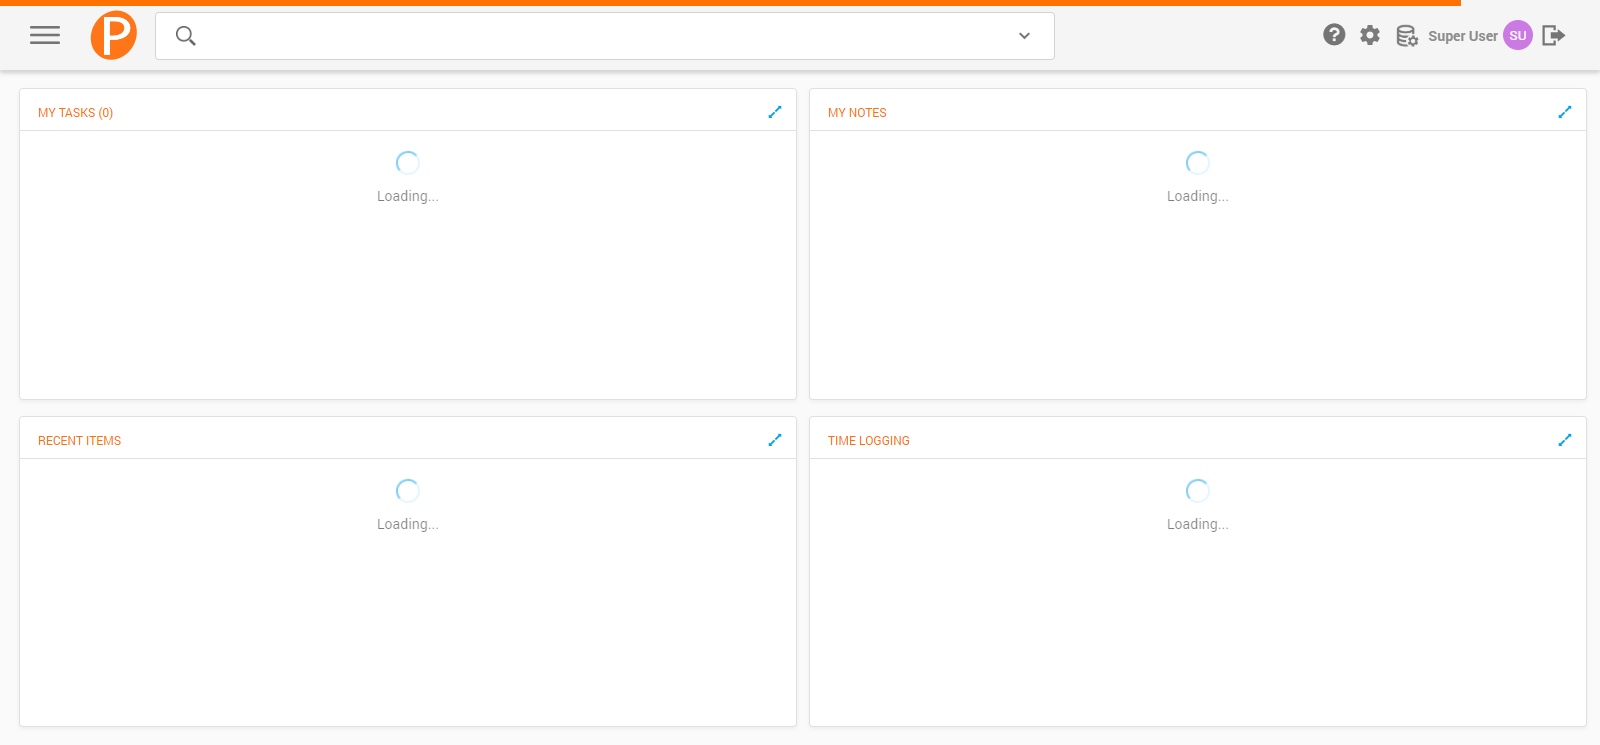 P
?
Super User SU
MY TASKS (0)
Loading...
MY NOTES
Loading...
RECENT ITEMS
Loading...
TIME LOGGING
Loading...